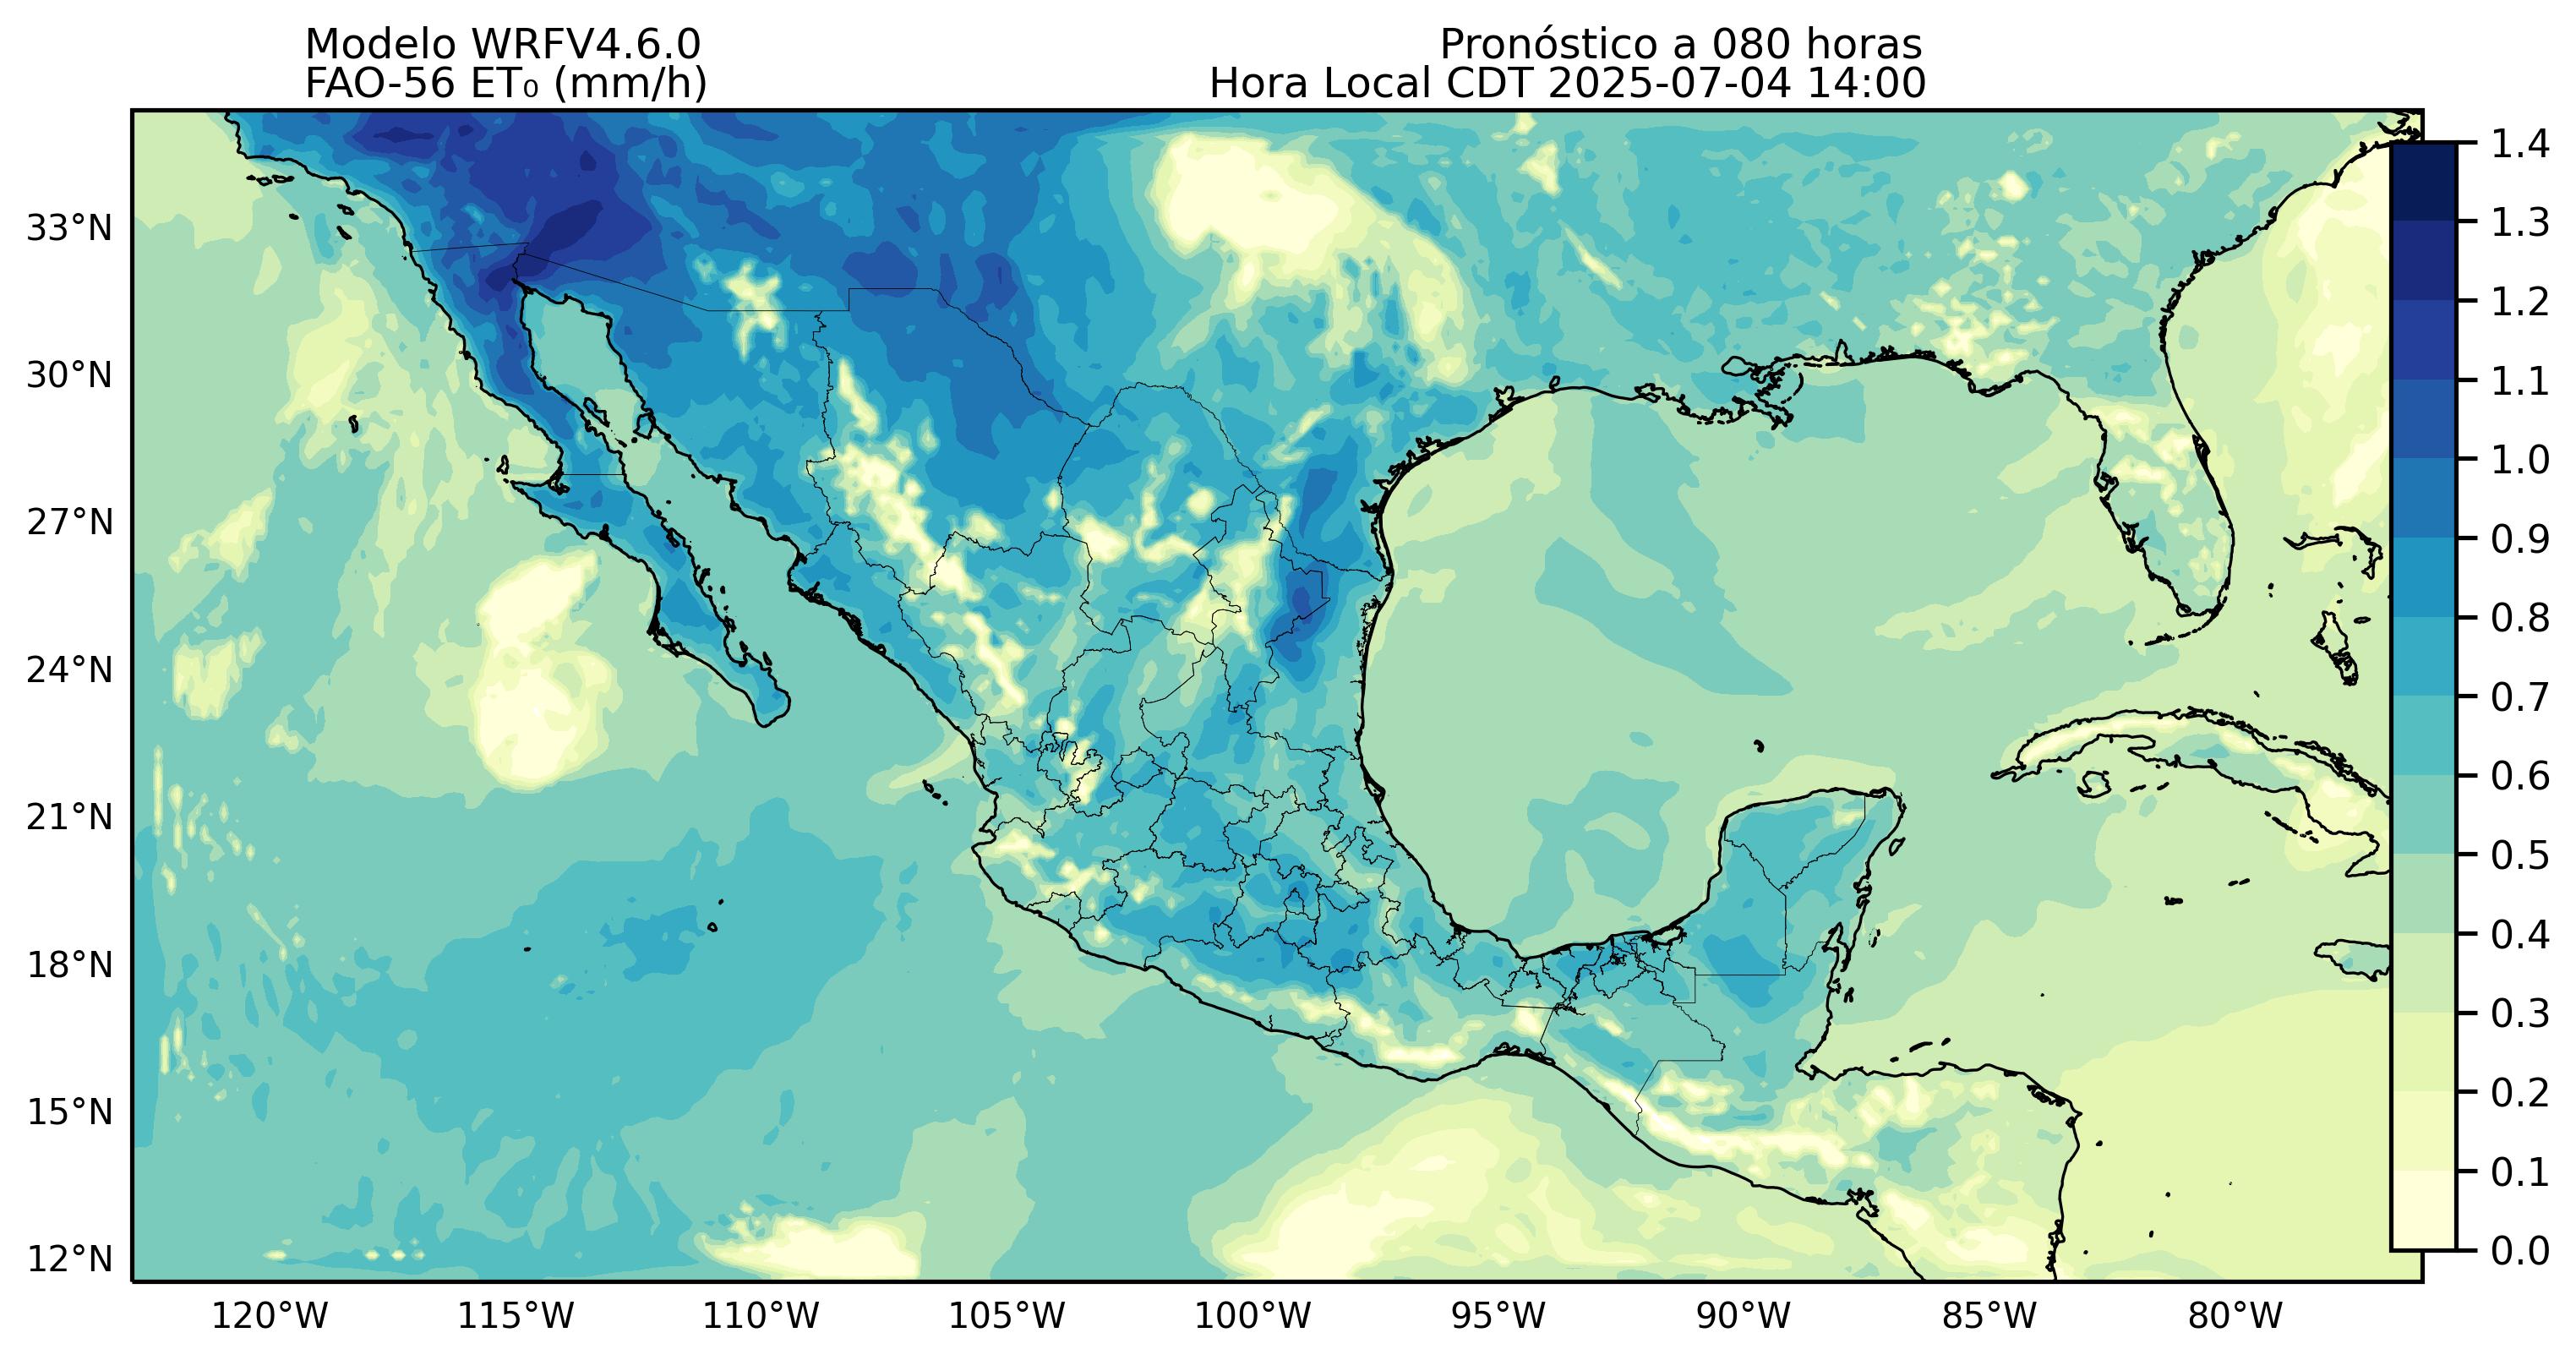 Modelo WRFV4.6.0
Pronóstico a 080 horas
FAO-56 ET₀ (mm/h)
Hora Local CDT 2025-07-04 14:00
33°N
30°N
27°N
24°N
21°N
18°N
15°N
12°N
120°W
115°W
110°W
105°W
100°W
95°W
90°W
85°W
80°W
1.4
1.3
1.2
1.1
1.0
0.9
0.8
0.7
0.6
0.5
0.4
0.3
0.2
0.1
0.0